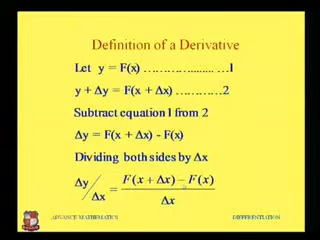 Definition of a Derivative
Let y = F(x) ………………....... …1
y + Δy = F(x + Δx) …………2
Subtract equation 1 from 2
Δy = F(x + Δx) - F(x)
Dividing both sides by Δx
Δy/Δx = F(x + Δx) – F(x) / Δx
ADVANCE MATHEMATICS DIFFERENTIATION